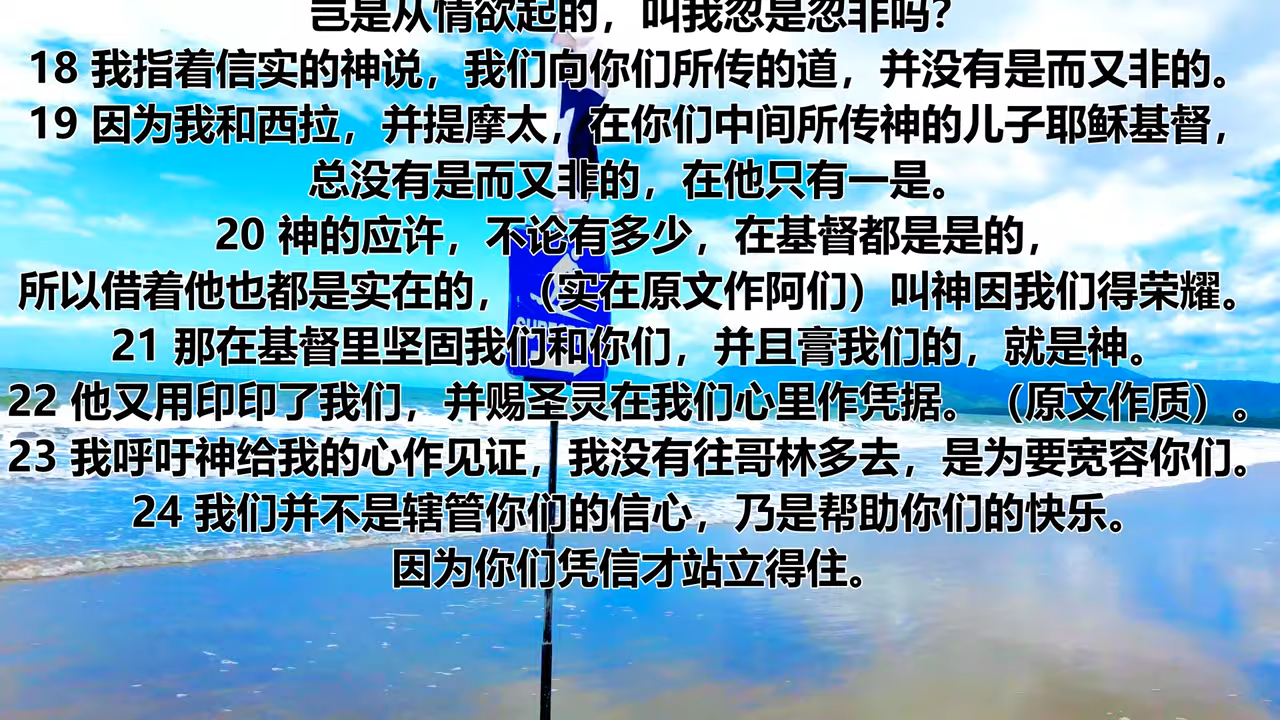 岂是从情欲起的，叫我忽是忽非吗？
18 我指着信实的神说，我们向你们所传的道，并没有是而又非的。
19 因为我和西拉，并提摩太，在你们中间所传神的儿子耶稣基督，
总没有是而又非的，在他只有一是。
20 神的应许，不论有多少，在基督都是是的，
所以借着他也都是实在的，（实在原文作阿们）叫神因我们得荣耀。
21 那在基督里坚固我们和你们，并且膏我们的，就是神。
22 他又用印印了我们，并赐圣灵在我们心里作凭据。（原文作质）。
23 我呼吁神给我的心作见证，我没有往哥林多去，是为要宽容你们。
24 我们并不是辖管你们的信心，乃是帮助你们的快乐。
因为你们凭信才站立得住。